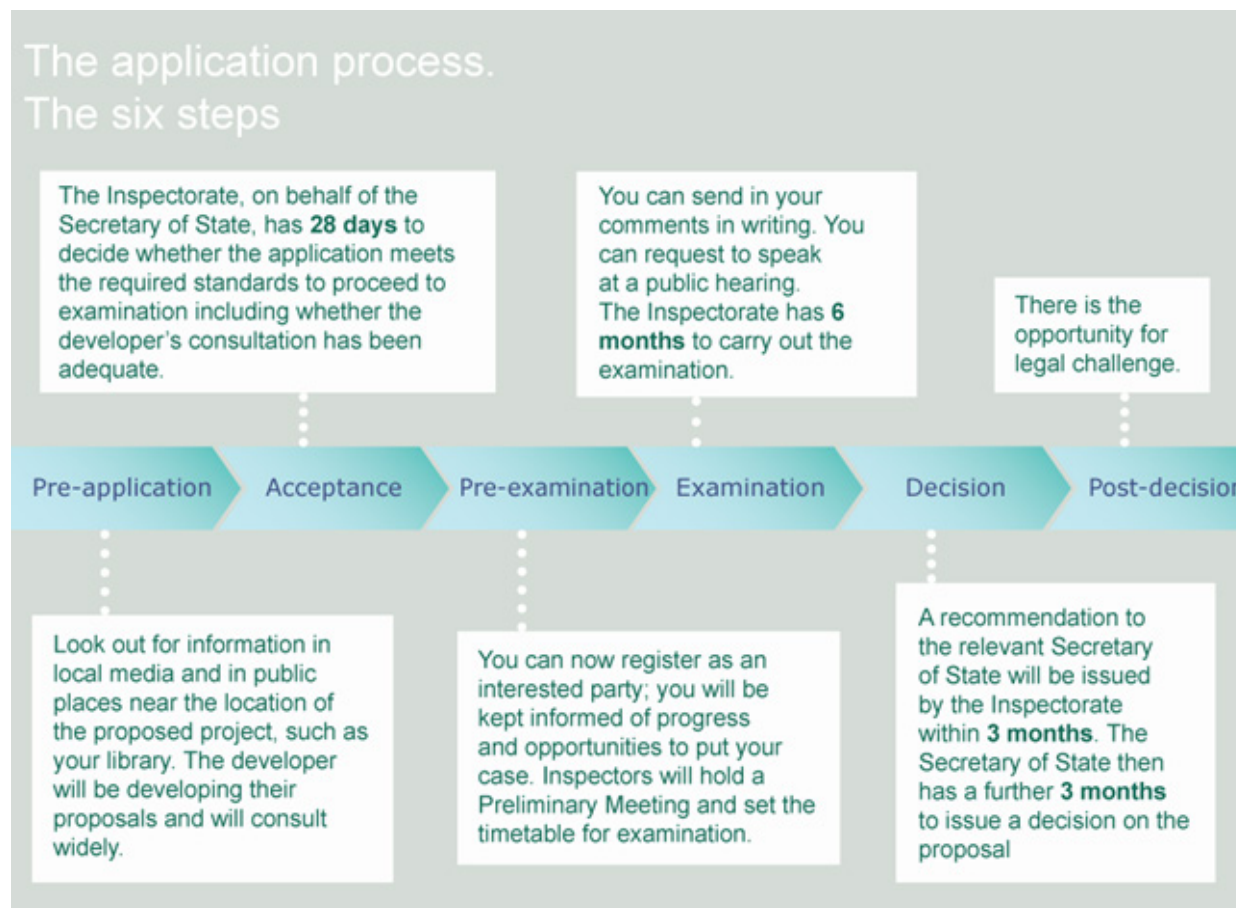 The application process.
The six steps
The Inspectorate, on behalf of the
Secretary of State, has 28 days to
decide whether the application meets
the required standards to proceed to
examination including whether the
developer’s consultation has been
adequate.
You can send in your
comments in writing. You
can request to speak
at a public hearing.
The Inspectorate has 6
months to carry out the
examination.
There is the
opportunity for
legal challenge.
Pre-application
Acceptance
Pre-examination
Examination
Decision
Post-decision
Look out for information in
local media and in public
places near the location of
the proposed project, such as
your library. The developer
will be developing their
proposals and will consult
widely.
You can now register as an
interested party; you will be
kept informed of progress
and opportunities to put your
case. Inspectors will hold a
Preliminary Meeting and set the
timetable for examination.
A recommendation to
the relevant Secretary
of State will be issued
by the Inspectorate
within 3 months. The
Secretary of State then
has a further 3 months
to issue a decision on the
proposal